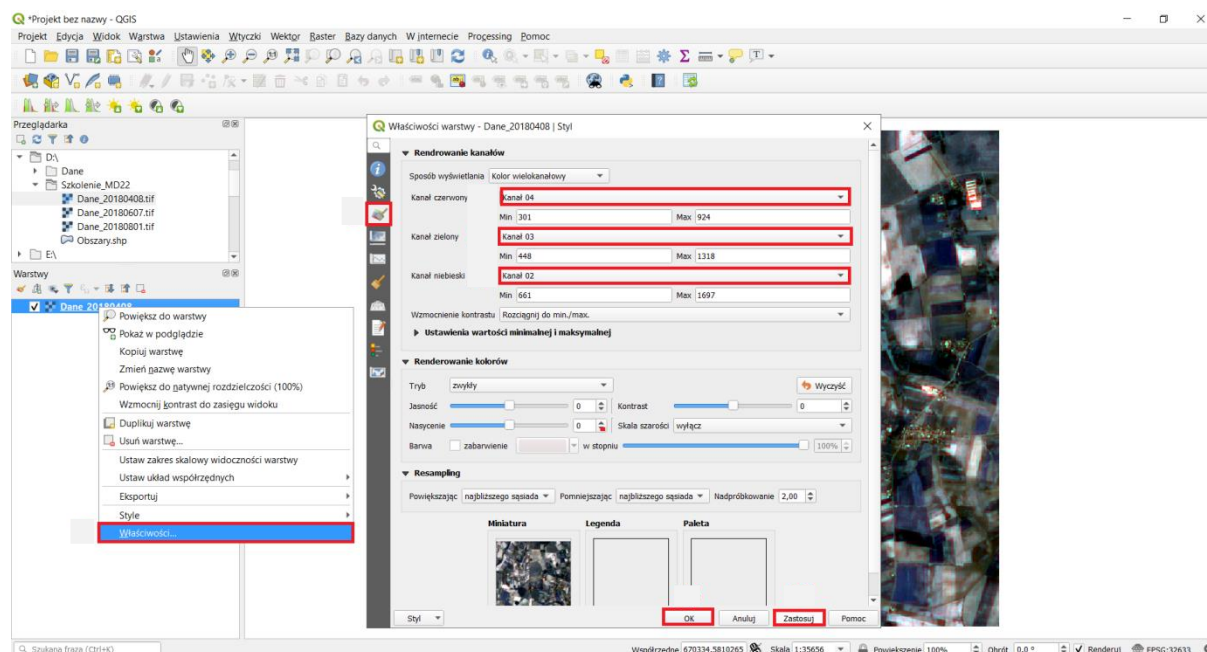 *Projekt bez nazwy - QGIS
Projekt Edycja Widok Warstwa Ustawienia Wtyczki Wektor Raster Bazy danych W internecie Processing Pomoc
Przeglądarka
D:\
Dane
Szkolenie_MD22
Dane_20180408.tif
Dane_20180607.tif
Dane_20180801.tif
Obszary.shp
E:\
Warstwy
Dane_20180408
Powiększ do warstwy
Pokaż w podglądzie
Kopiuj warstwę
Zmień nazwę warstwy
Powiększ do natywnej rozdzielczości (100%)
Wzmocnij kontrast do zasięgu widoku
Duplikuj warstwę
Usuń warstwę...
Ustaw zakres skalowy widoczności warstwy
Ustaw układ współrzędnych
Eksportuj
Style
Właściwości...
Właściwości warstwy - Dane_20180408 | Styl
Rendrowanie kanałów
Sposób wyświetlania Kolor wielokanałowy
Kanał czerwony Kanał 04
Min 301 Max 924
Kanał zielony Kanał 03
Min 448 Max 1318
Kanał niebieski Kanał 02
Min 661 Max 1697
Wzmocnienie kontrastu Rozciągnij do min./max.
Ustawienia wartości minimalnej i maksymalnej
Renderowanie kolorów
Tryb zwykły Wyczyść
Jasność 0 Kontrast 0
Nasycenie 0 Skala szarości wyłącz
Barwa zabarwienie w stopniu 100%
Resampling
Powiększając najbliższego sąsiada Pomniejszając najbliższego sąsiada Nadpróbkowanie 2,00
Miniatura Legenda Paleta
Styl OK Anuluj Zastosuj Pomoc
Szukana fraza (Ctrl+K) Współrzędne 670334,5810265 Skala 1:35656 Powiększenie 100% Obrót 0,0 ° Renderuj EPSG:32633